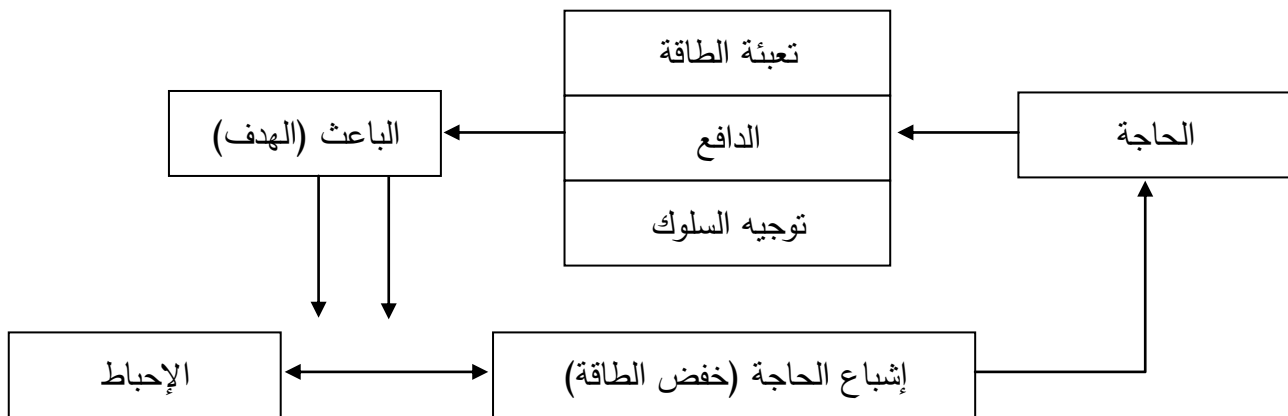 تعبئة الطاقة
الحاجة
الدافع
الباعث (الهدف)
توجيه السلوك
إشباع الحاجة (خفض الطاقة)
الإحباط